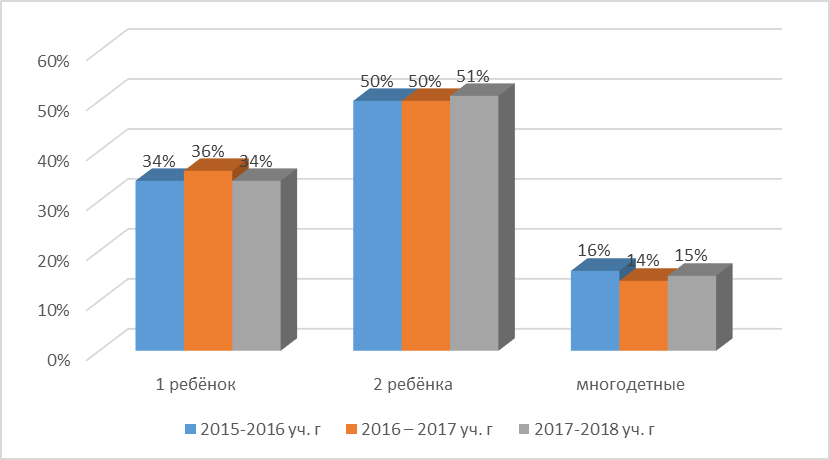 60%
50%
40%
30%
20%
10%
0%
34%
36%
34%
50%
50%
51%
16%
14%
15%
1 ребёнок
2 ребёнка
многодетные
2015-2016 уч. г
2016 – 2017 уч. г
2017-2018 уч. г